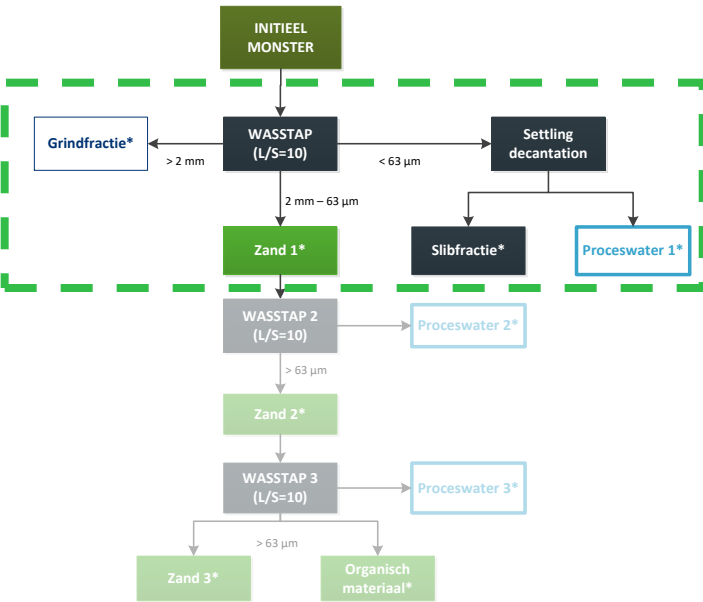 INITIEEL
MONSTER
Grindfractie*
> 2 mm
WASSTAP
(L/S=10)
< 63 µm
Settling
decantation
2 mm – 63 µm
Zand 1*
Slibfractie*
Proceswater 1*
WASSTAP 2
(L/S=10)
Proceswater 2*
> 63 µm
Zand 2*
WASSTAP 3
(L/S=10)
Proceswater 3*
> 63 µm
Zand 3*
Organisch
materiaal*